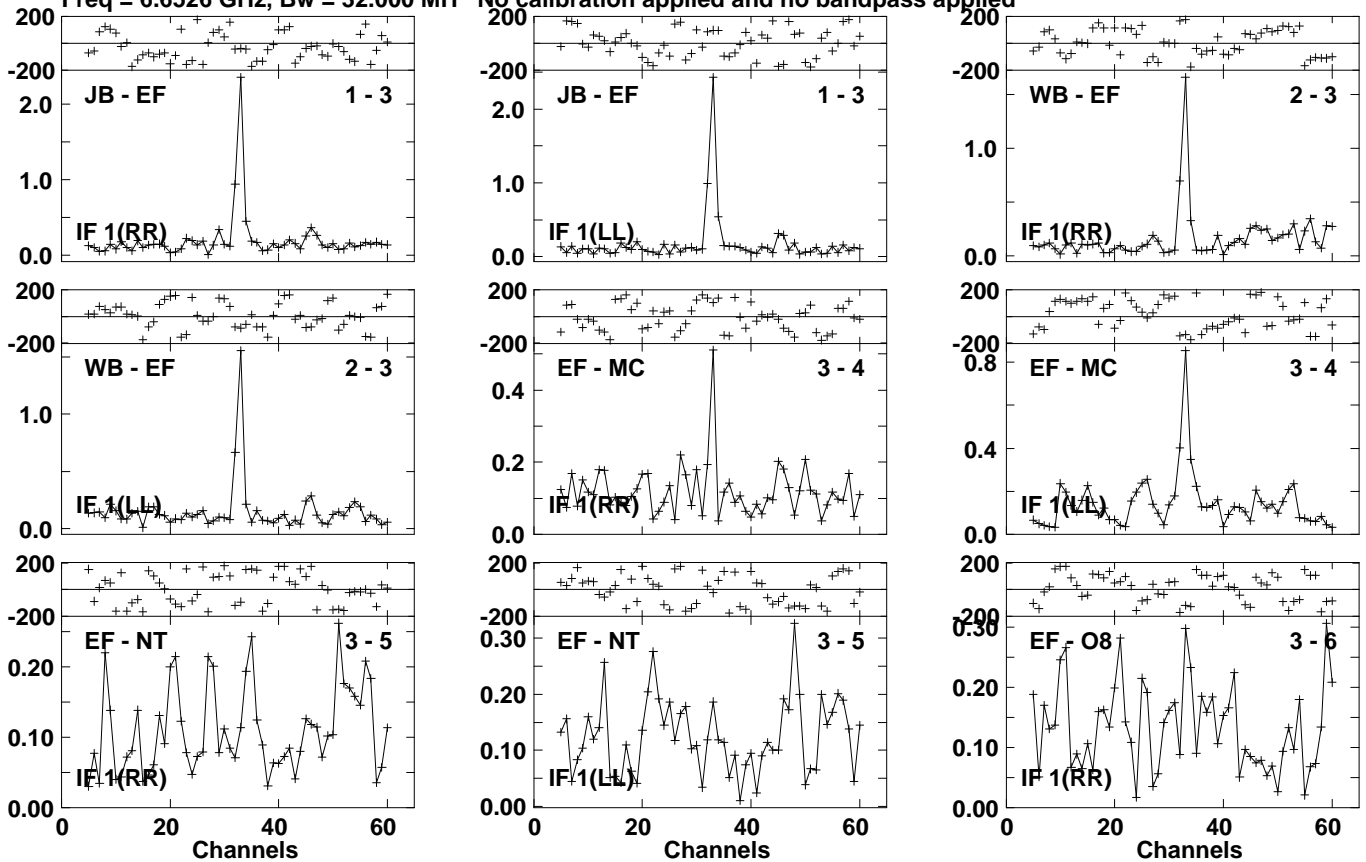 Freq = 6.6526 GHz, Bw = 32.000 MH No calibration applied and no bandpass applied
200
-200
JB - EF 1 - 3
2.0
1.0
IF 1(RR)
0.0
-200
JB - EF 1 - 3
2.0
1.0
IF 1(LL)
0.0
200
-200
WB - EF 2 - 3
1.0
IF 1(RR)
0.0
200
-200
WB - EF 2 - 3
1.0
IF 1(LL)
0.0
EF - MC 3 - 4
0.4
0.2
IF 1(RR)
0.0
200
-200
EF - MC 3 - 4
0.8
0.4
IF 1(LL)
0.0
200
-200
EF - NT 3 - 5
0.20
0.10
IF 1(RR)
0.00
0 20 40 60
Channels
EF - NT 3 - 5
0.30
0.20
0.10
IF 1(LL)
0.00
0 20 40 60
Channels
200
-200
EF - O8 3 - 6
0.30
0.20
0.10
IF 1(RR)
0.00
0 20 40 60
Channels